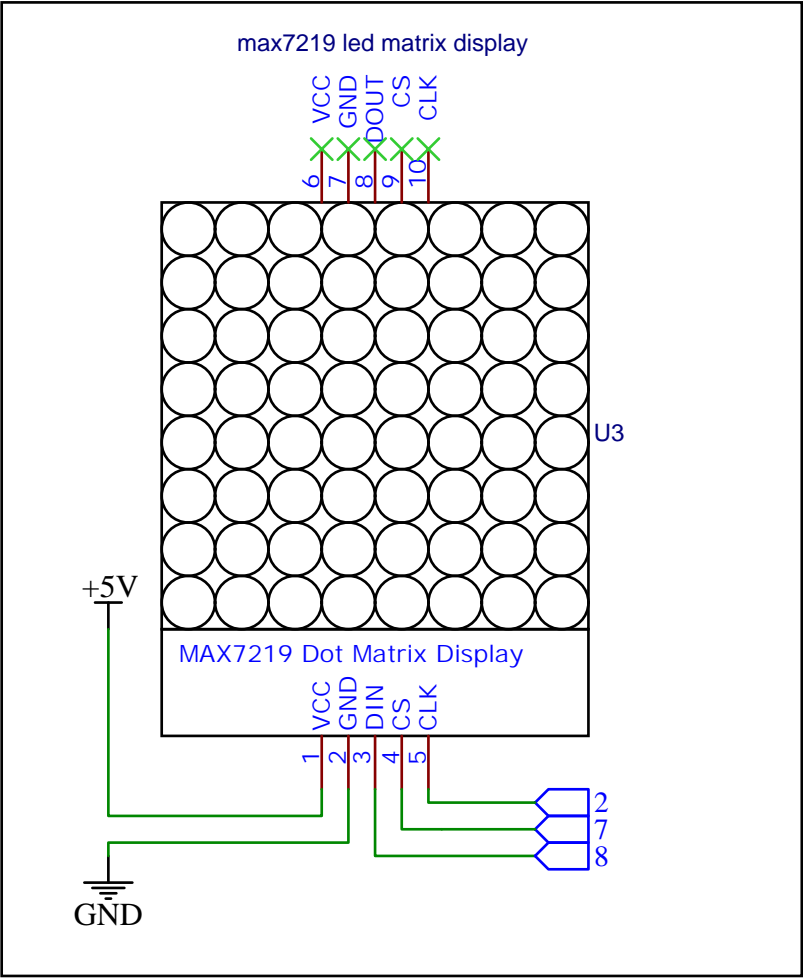 max7219 led matrix display
VCC
GND
DOUT
CS
CLK
6
7
8
9
10
U3
+5V
MAX7219 Dot Matrix Display
VCC
GND
DIN
CS
CLK
1
2
3
4
5
2
7
8
GND